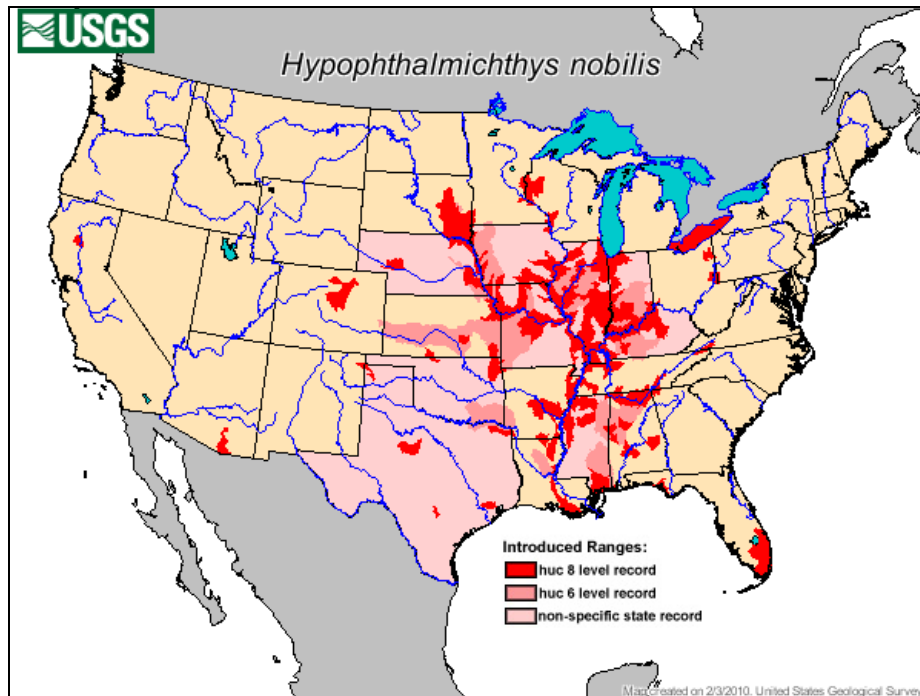 USGS
Hypophthalmichthys nobilis
Introduced Ranges:
huc 8 level record
huc 6 level record
non-specific state record
Map created on 2/3/2010. United States Geological Survey